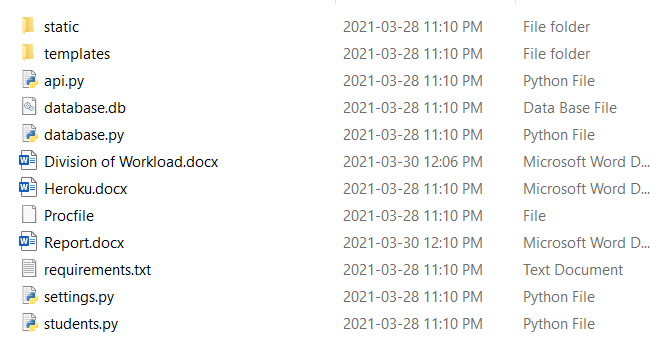 static 2021-03-28 11:10 PM File folder
templates 2021-03-28 11:10 PM File folder
api.py 2021-03-28 11:10 PM Python File
database.db 2021-03-28 11:10 PM Data Base File
database.py 2021-03-28 11:10 PM Python File
Division of Workload.docx 2021-03-30 12:06 PM Microsoft Word D...
Heroku.docx 2021-03-28 11:10 PM Microsoft Word D...
Procfile 2021-03-28 11:10 PM File
Report.docx 2021-03-30 12:10 PM Microsoft Word D...
requirements.txt 2021-03-28 11:10 PM Text Document
settings.py 2021-03-28 11:10 PM Python File
students.py 2021-03-28 11:10 PM Python File